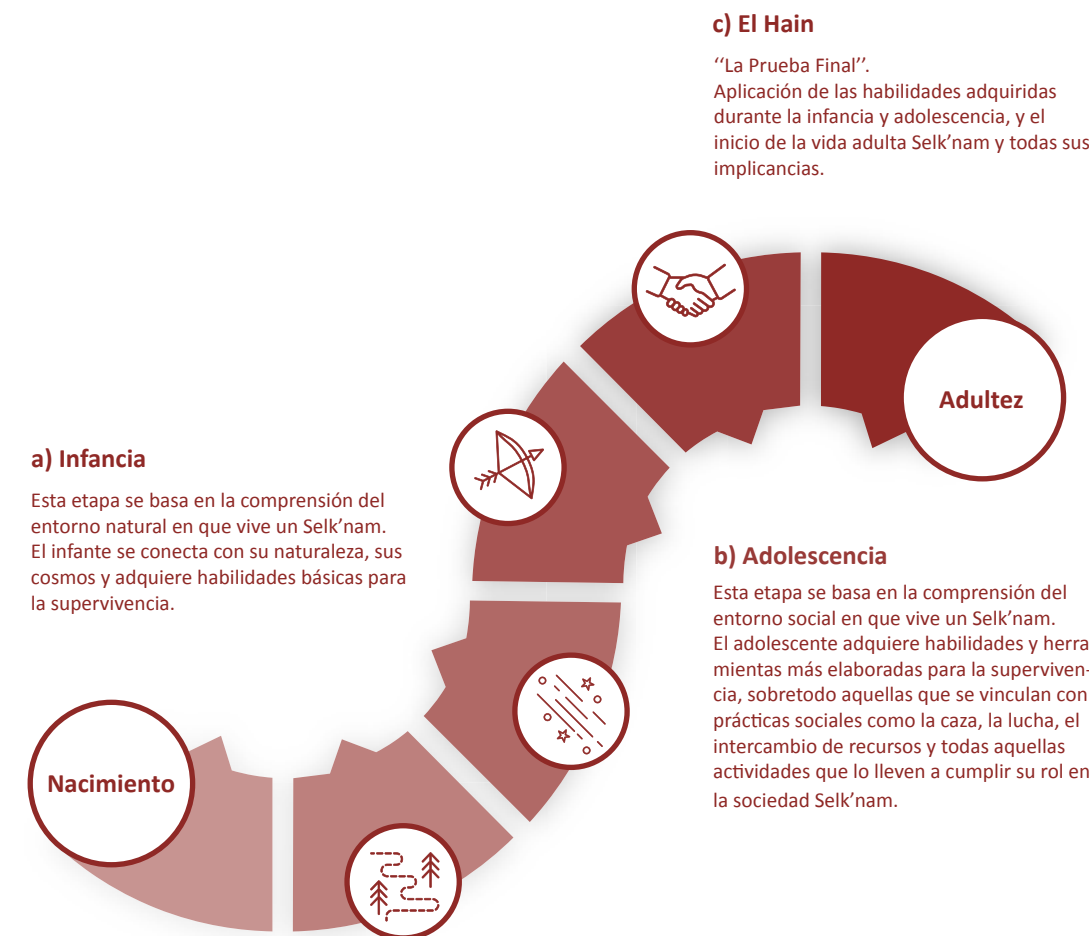 c) El Hain
‘‘La Prueba Final’’.
Aplicación de las habilidades adquiridas
durante la infancia y adolescencia, y el
inicio de la vida adulta Selk’nam y todas sus
implicancias.
Adultez
a) Infancia
Esta etapa se basa en la comprensión del
entorno natural en que vive un Selk’nam.
El infante se conecta con su naturaleza, sus
cosmos y adquiere habilidades básicas para
la supervivencia.
b) Adolescencia
Esta etapa se basa en la comprensión del
entorno social en que vive un Selk’nam.
El adolescente adquiere habilidades y herra
mientas más elaboradas para la superviven-
cia, sobretodo aquellas que se vinculan con
prácticas sociales como la caza, la lucha, el
intercambio de recursos y todas aquellas
actividades que lo lleven a cumplir su rol en
la sociedad Selk’nam.
Nacimiento